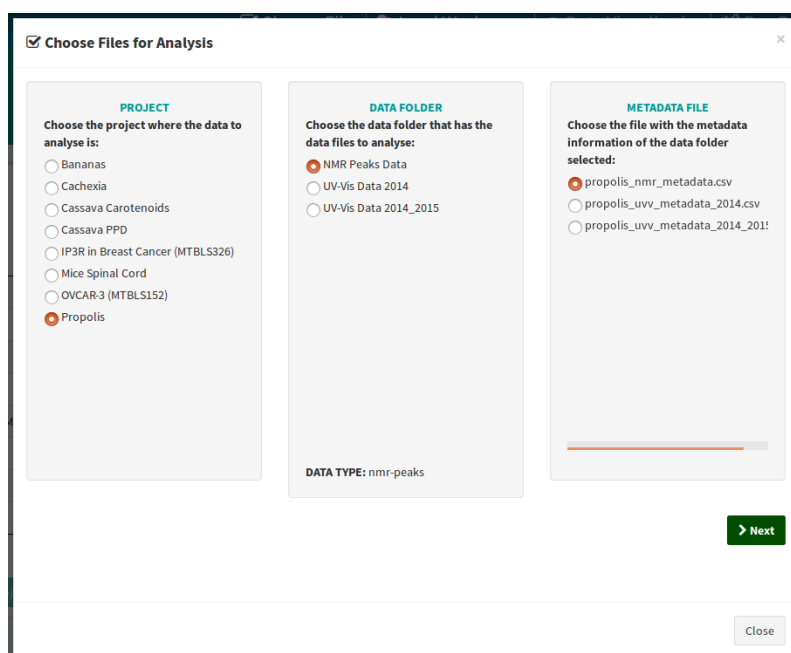 Choose Files for Analysis
×
PROJECT
Choose the project where the data to
analyse is:
Bananas
Cachexia
Cassava Carotenoids
Cassava PPD
IP3R in Breast Cancer (MTBLS326)
Mice Spinal Cord
OVCAR-3 (MTBLS152)
Propolis
DATA FOLDER
Choose the data folder that has the
data files to analyse:
NMR Peaks Data
UV-Vis Data 2014
UV-Vis Data 2014_2015
DATA TYPE: nmr-peaks
METADATA FILE
Choose the file with the metadata
information of the data folder
selected:
propolis_nmr_metadata.csv
propolis_uvv_metadata_2014.csv
propolis_uvv_metadata_2014_201
Next
Close